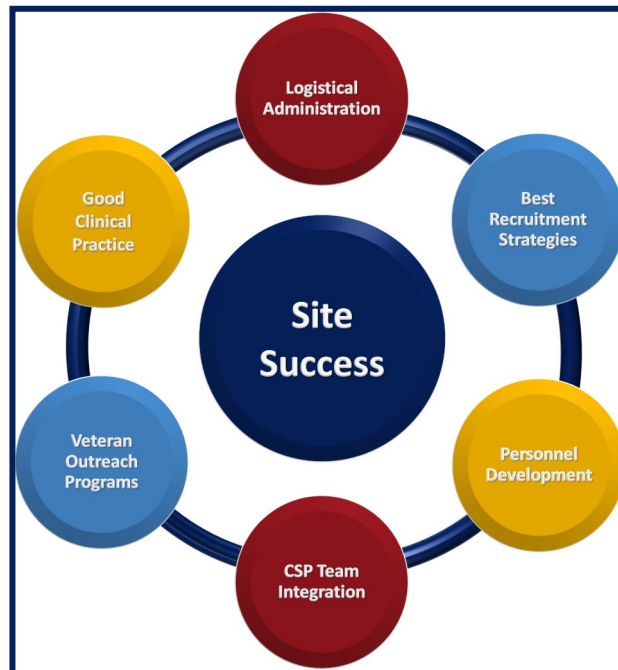 Logistical
Administration
Best
Recruitment
Strategies
Good
Clinical
Practice
Site
Success
Personnel
Development
Veteran
Outreach
Programs
CSP Team
Integration